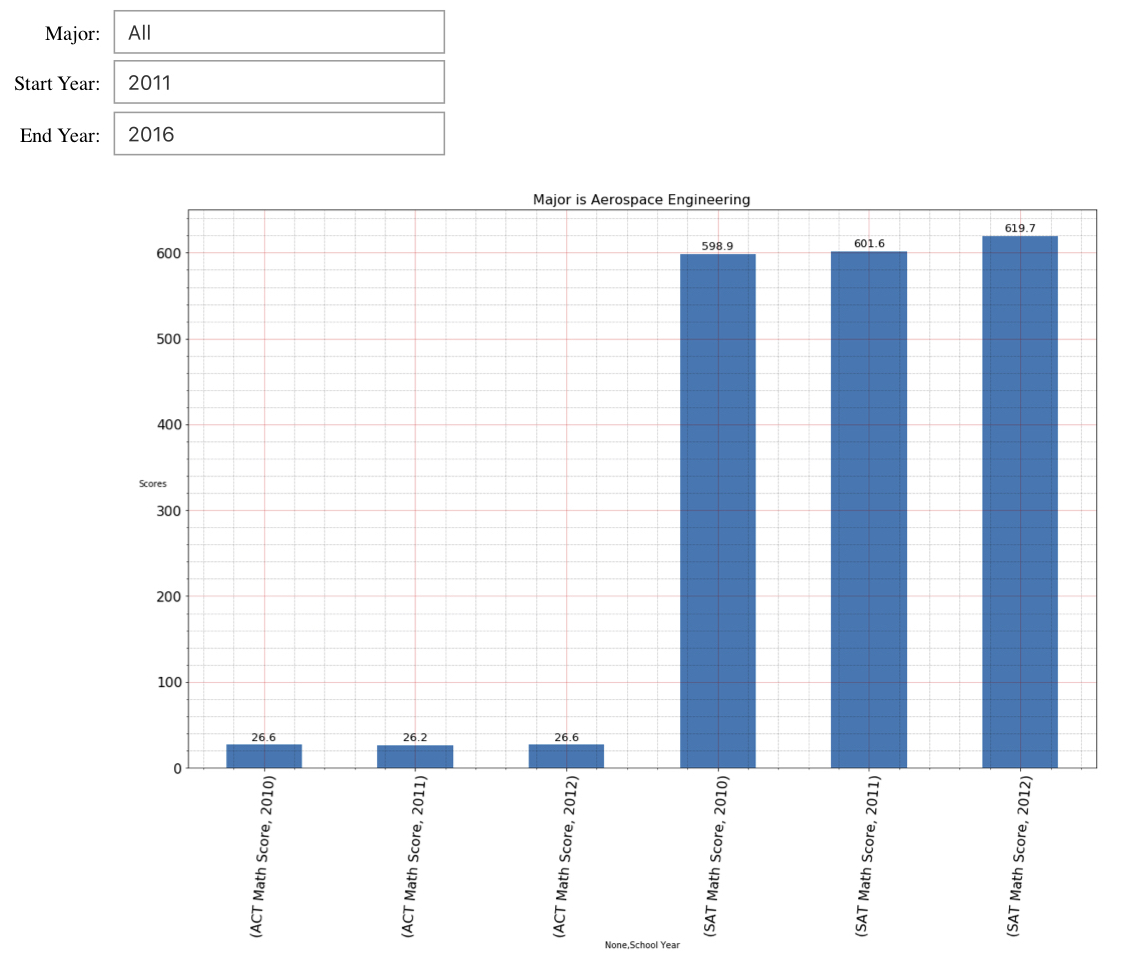 Major: All
Start Year: 2011
End Year: 2016
Major is Aerospace Engineering
600
500
400
300
200
100
0
Scores
26.6
26.2
26.6
598.9
601.6
619.7
(ACT Math Score, 2010)
(ACT Math Score, 2011)
(ACT Math Score, 2012)
(SAT Math Score, 2010)
(SAT Math Score, 2011)
(SAT Math Score, 2012)
None,School Year